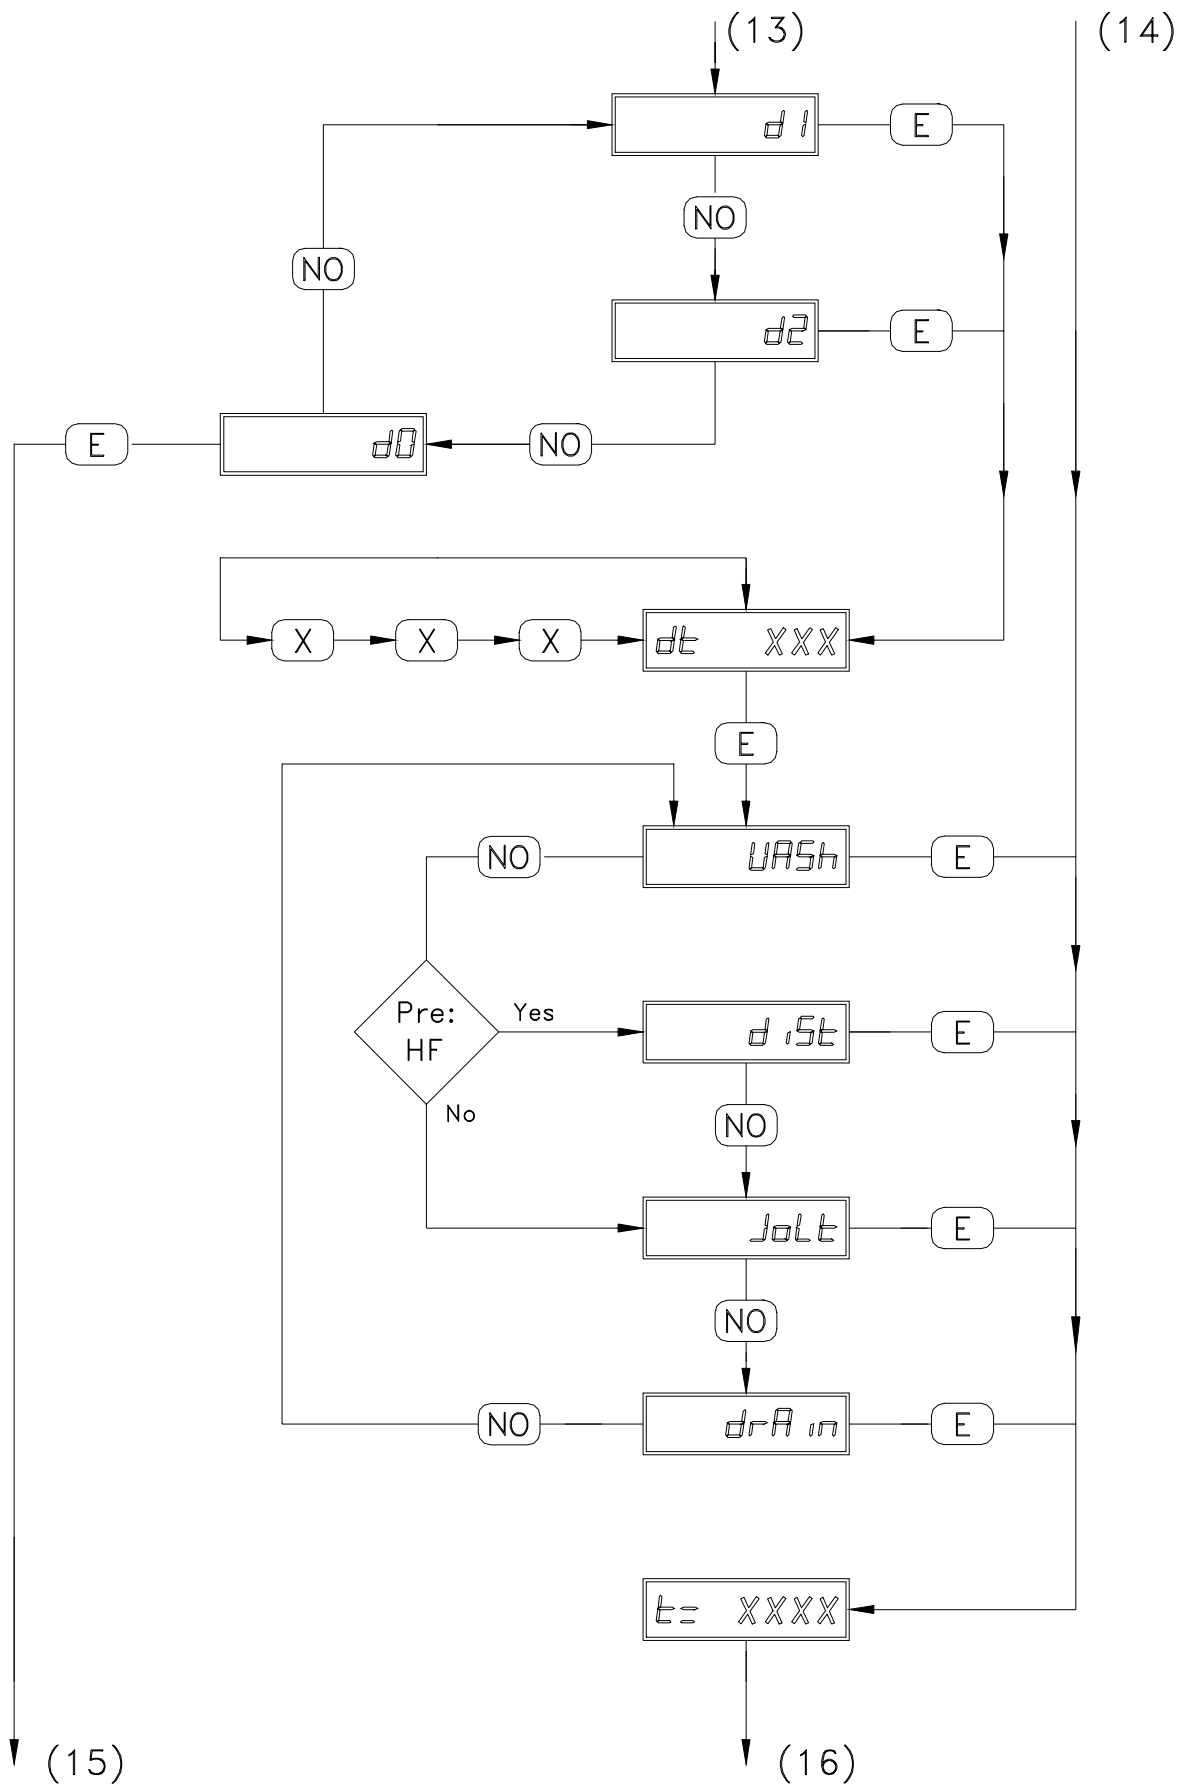 (13) (14)
d1 E
NO
NO
d2 E
E d0 NO
X X X dt XXX
E
NO UASh E
Pre:
HF
Yes diSt E
No
NO
JoLt E
NO
NO drAin E
t= XXXX
(15) (16)